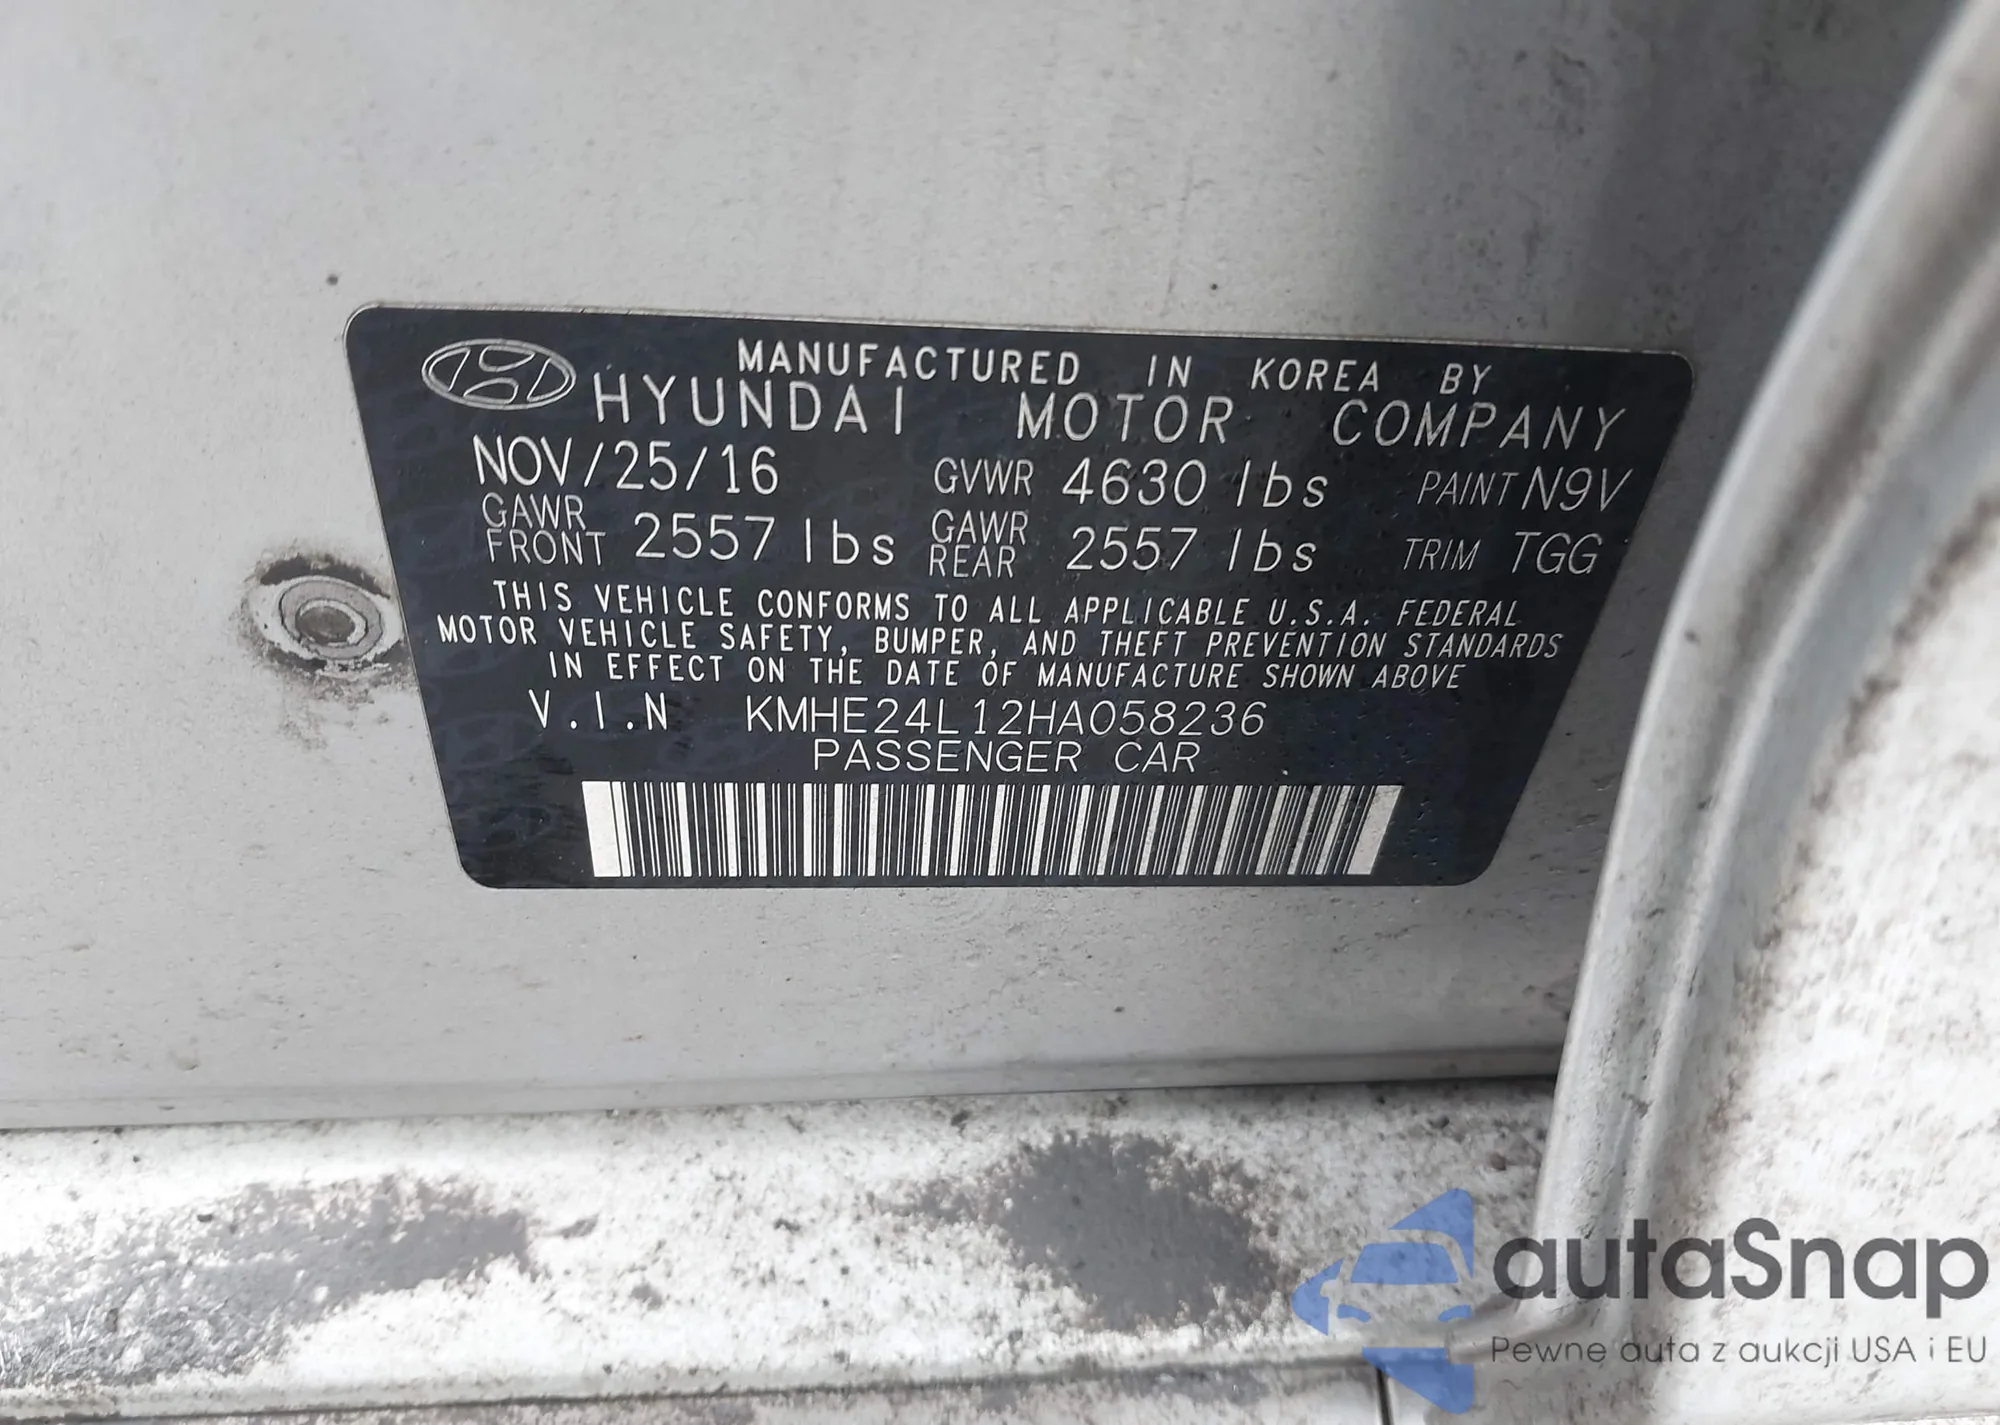 MANUFACTURED IN KOREA BY
HYUNDAI MOTOR COMPANY
NOV/25/16 GVWR 4630 lbs PAINT N9V
GAWR FRONT 2557 lbs GAWR REAR 2557 lbs TRIM TGG
THIS VEHICLE CONFORMS TO ALL APPLICABLE U.S.A. FEDERAL
MOTOR VEHICLE SAFETY, BUMPER, AND THEFT PREVENTION STANDARDS
IN EFFECT ON THE DATE OF MANUFACTURE SHOWN ABOVE
V.I.N KMHE24L12HA058236
PASSENGER CAR
autaSnap
Pewne auta z aukcji USA i EU